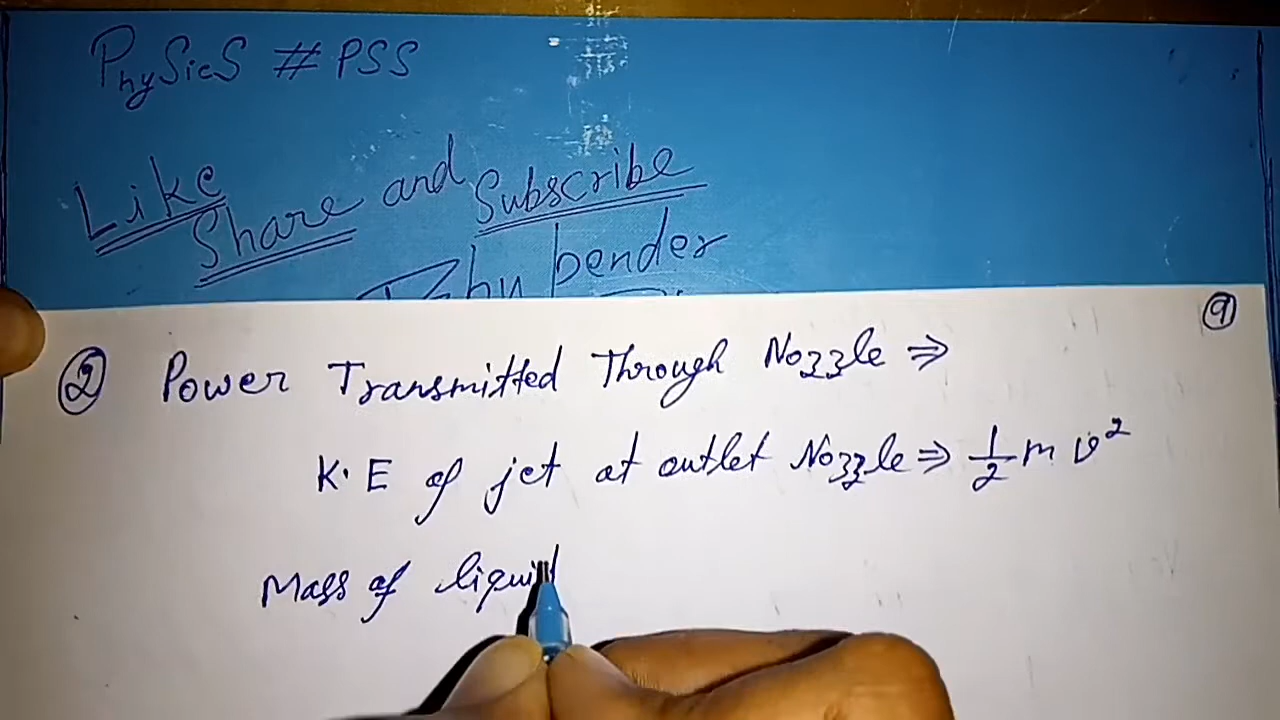 Physics # PSS
Like Share and Subscribe
bender
9
2 Power Transmitted Through Nozzle ⇒
K.E of jet at outlet Nozzle ⇒ 1/2 m v²
Mass of liquid